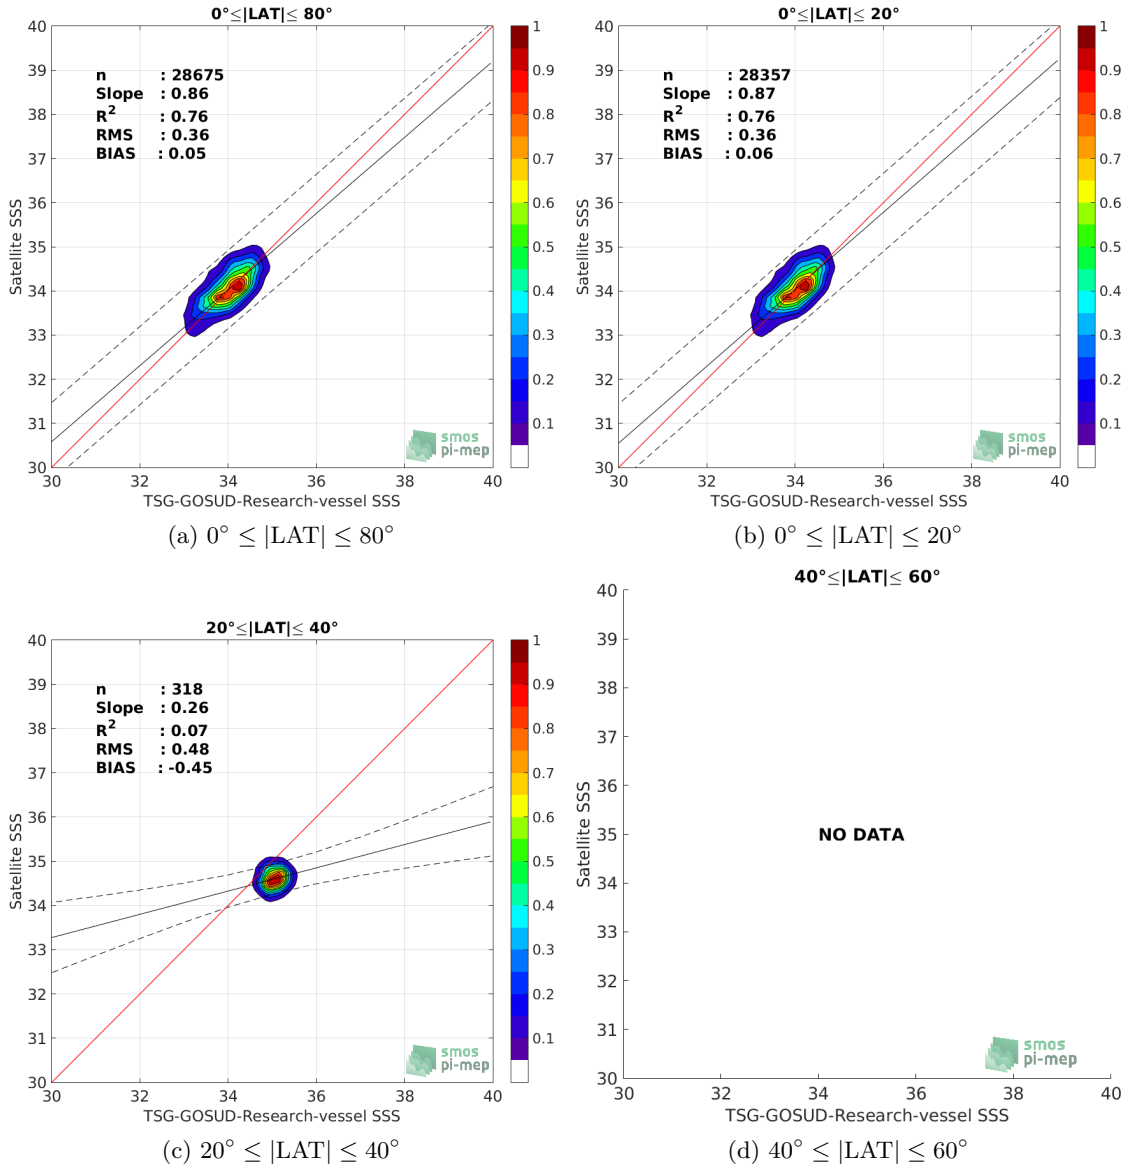 0°≤|LAT|≤ 80°
n : 28675
Slope : 0.86
R² : 0.76
RMS : 0.36
BIAS : 0.05
40
39
38
37
36
35
34
33
32
31
30
Satellite SSS
30 32 34 36 38 40
TSG-GOSUD-Research-vessel SSS
1
0.9
0.8
0.7
0.6
0.5
0.4
0.3
0.2
0.1
smos
pi-mep
(a) 0° ≤ |LAT| ≤ 80°
0°≤|LAT|≤ 20°
n : 28357
Slope : 0.87
R² : 0.76
RMS : 0.36
BIAS : 0.06
40
39
38
37
36
35
34
33
32
31
30
Satellite SSS
30 32 34 36 38 40
TSG-GOSUD-Research-vessel SSS
1
0.9
0.8
0.7
0.6
0.5
0.4
0.3
0.2
0.1
smos
pi-mep
(b) 0° ≤ |LAT| ≤ 20°
20°≤|LAT|≤ 40°
n : 318
Slope : 0.26
R² : 0.07
RMS : 0.48
BIAS : -0.45
40
39
38
37
36
35
34
33
32
31
30
Satellite SSS
30 32 34 36 38 40
TSG-GOSUD-Research-vessel SSS
1
0.9
0.8
0.7
0.6
0.5
0.4
0.3
0.2
0.1
smos
pi-mep
(c) 20° ≤ |LAT| ≤ 40°
40°≤|LAT|≤ 60°
40
39
38
37
36
35
34
33
32
31
30
Satellite SSS
NO DATA
smos
pi-mep
30 32 34 36 38 40
TSG-GOSUD-Research-vessel SSS
(d) 40° ≤ |LAT| ≤ 60°